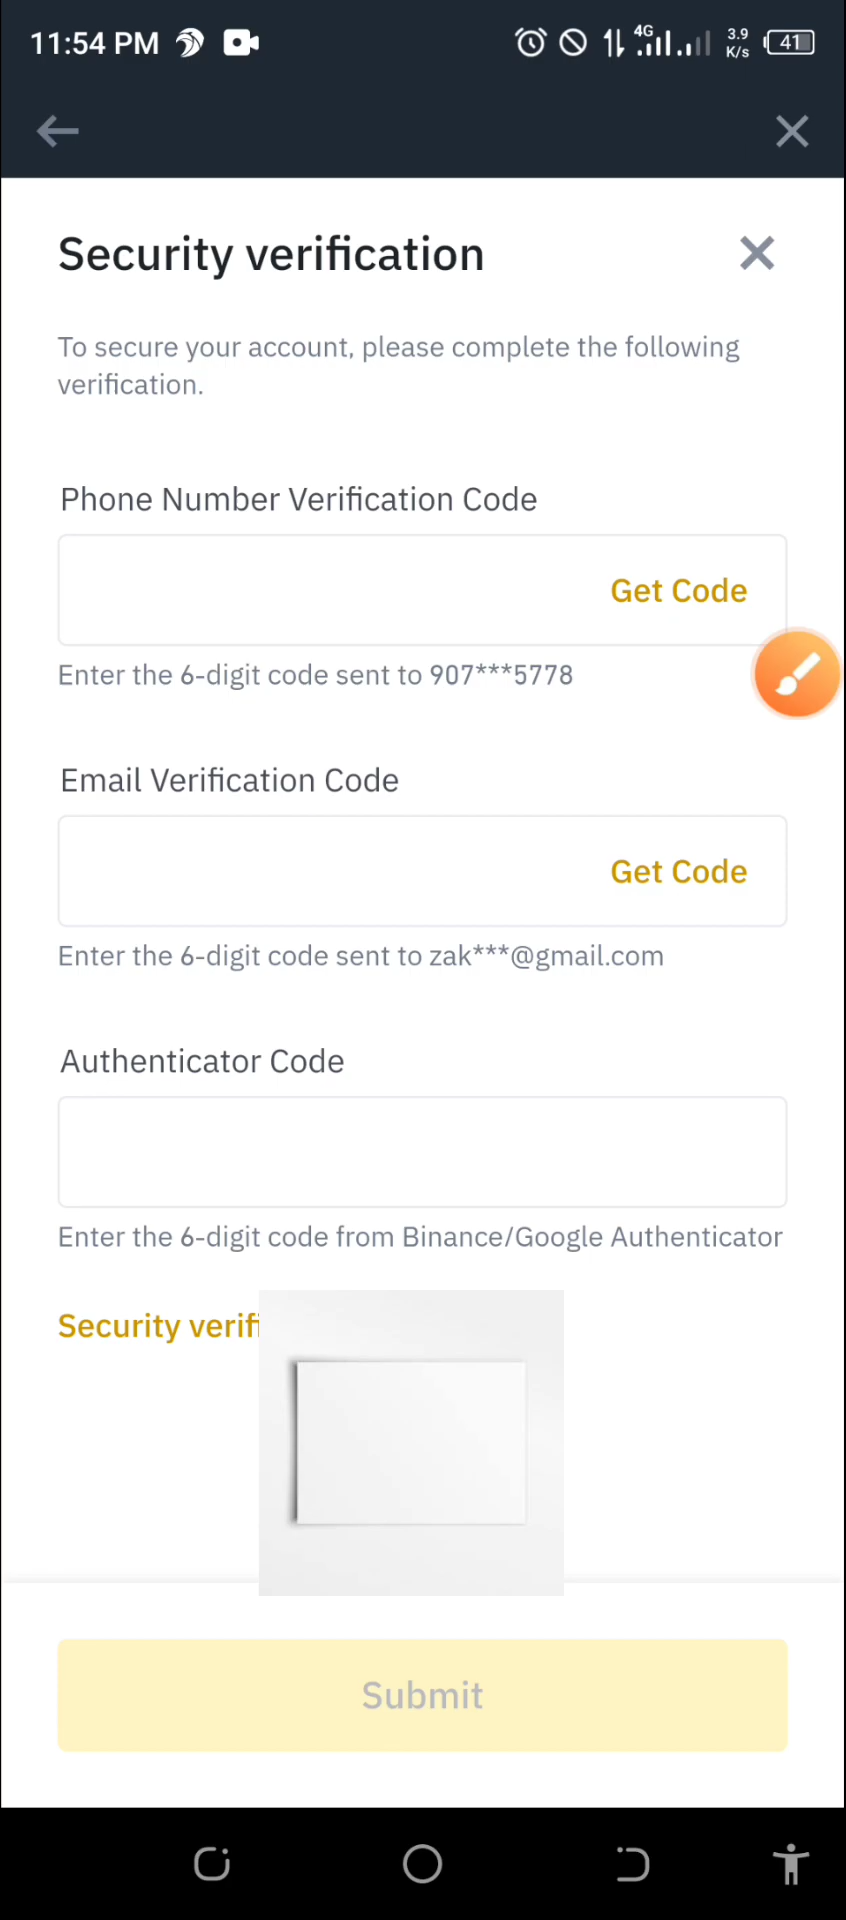 11:54 PM 4G 3.9 K/s 41
Security verification
To secure your account, please complete the following
verification.
Phone Number Verification Code
Get Code
Enter the 6-digit code sent to 907***5778
Email Verification Code
Get Code
Enter the 6-digit code sent to zak***@gmail.com
Authenticator Code
Enter the 6-digit code from Binance/Google Authenticator
Security verifi
Submit